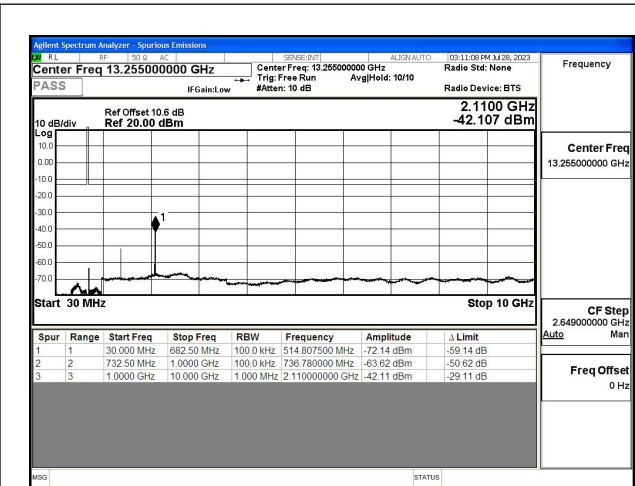 Agilent Spectrum Analyzer - Spurious Emissions
RL RF 50 Ω AC SENSE:INT ALIGN AUTO 03:11:08 PM Jul 28, 2023
Center Freq 13.255000000 GHz
Center Freq: 13.255000000 GHz
Radio Std: None
Trig: Free Run Avg|Hold: 10/10
PASS
IFGain:Low
#Atten: 10 dB
Radio Device: BTS
Frequency
Ref Offset 10.6 dB
2.1100 GHz
10 dB/div Ref 20.00 dBm
-42.107 dBm
Log
10.0
0.00
-10.0
-20.0
-30.0
1
-40.0
-50.0
-60.0
-70.0
Start 30 MHz
Stop 10 GHz
Center Freq
13.255000000 GHz
CF Step
2.649000000 GHz
Auto Man
Freq Offset
0 Hz
Spur Range Start Freq Stop Freq RBW Frequency Amplitude Δ Limit
1 1 30.000 MHz 682.50 MHz 100.0 kHz 514.807500 MHz -72.14 dBm -59.14 dB
2 2 732.50 MHz 1.0000 GHz 100.0 kHz 736.780000 MHz -63.62 dBm -50.62 dB
3 3 1.0000 GHz 10.000 GHz 1.000 MHz 2.110000000 GHz -42.11 dBm -29.11 dB
MSG
STATUS